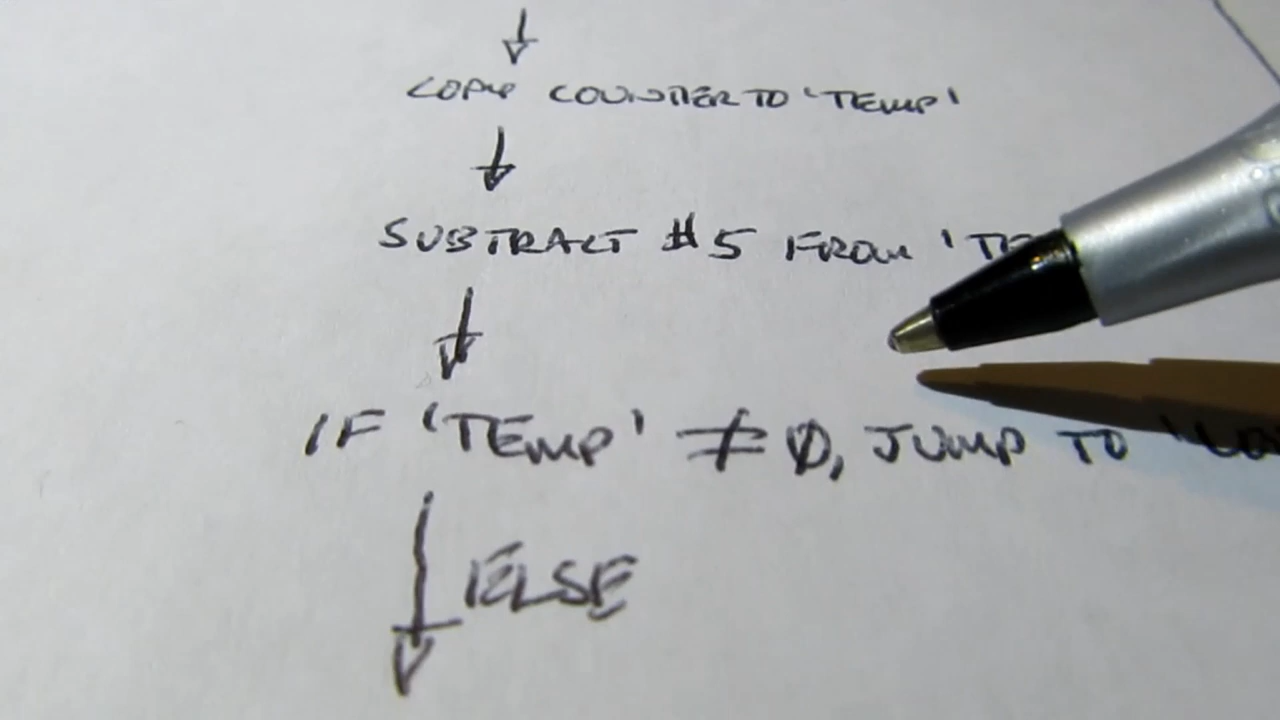 COPY COUNTER TO 'TEMP'
SUBTRACT #5 FROM
IF 'TEMP' ≠ 0, JUMP TO
ELSE